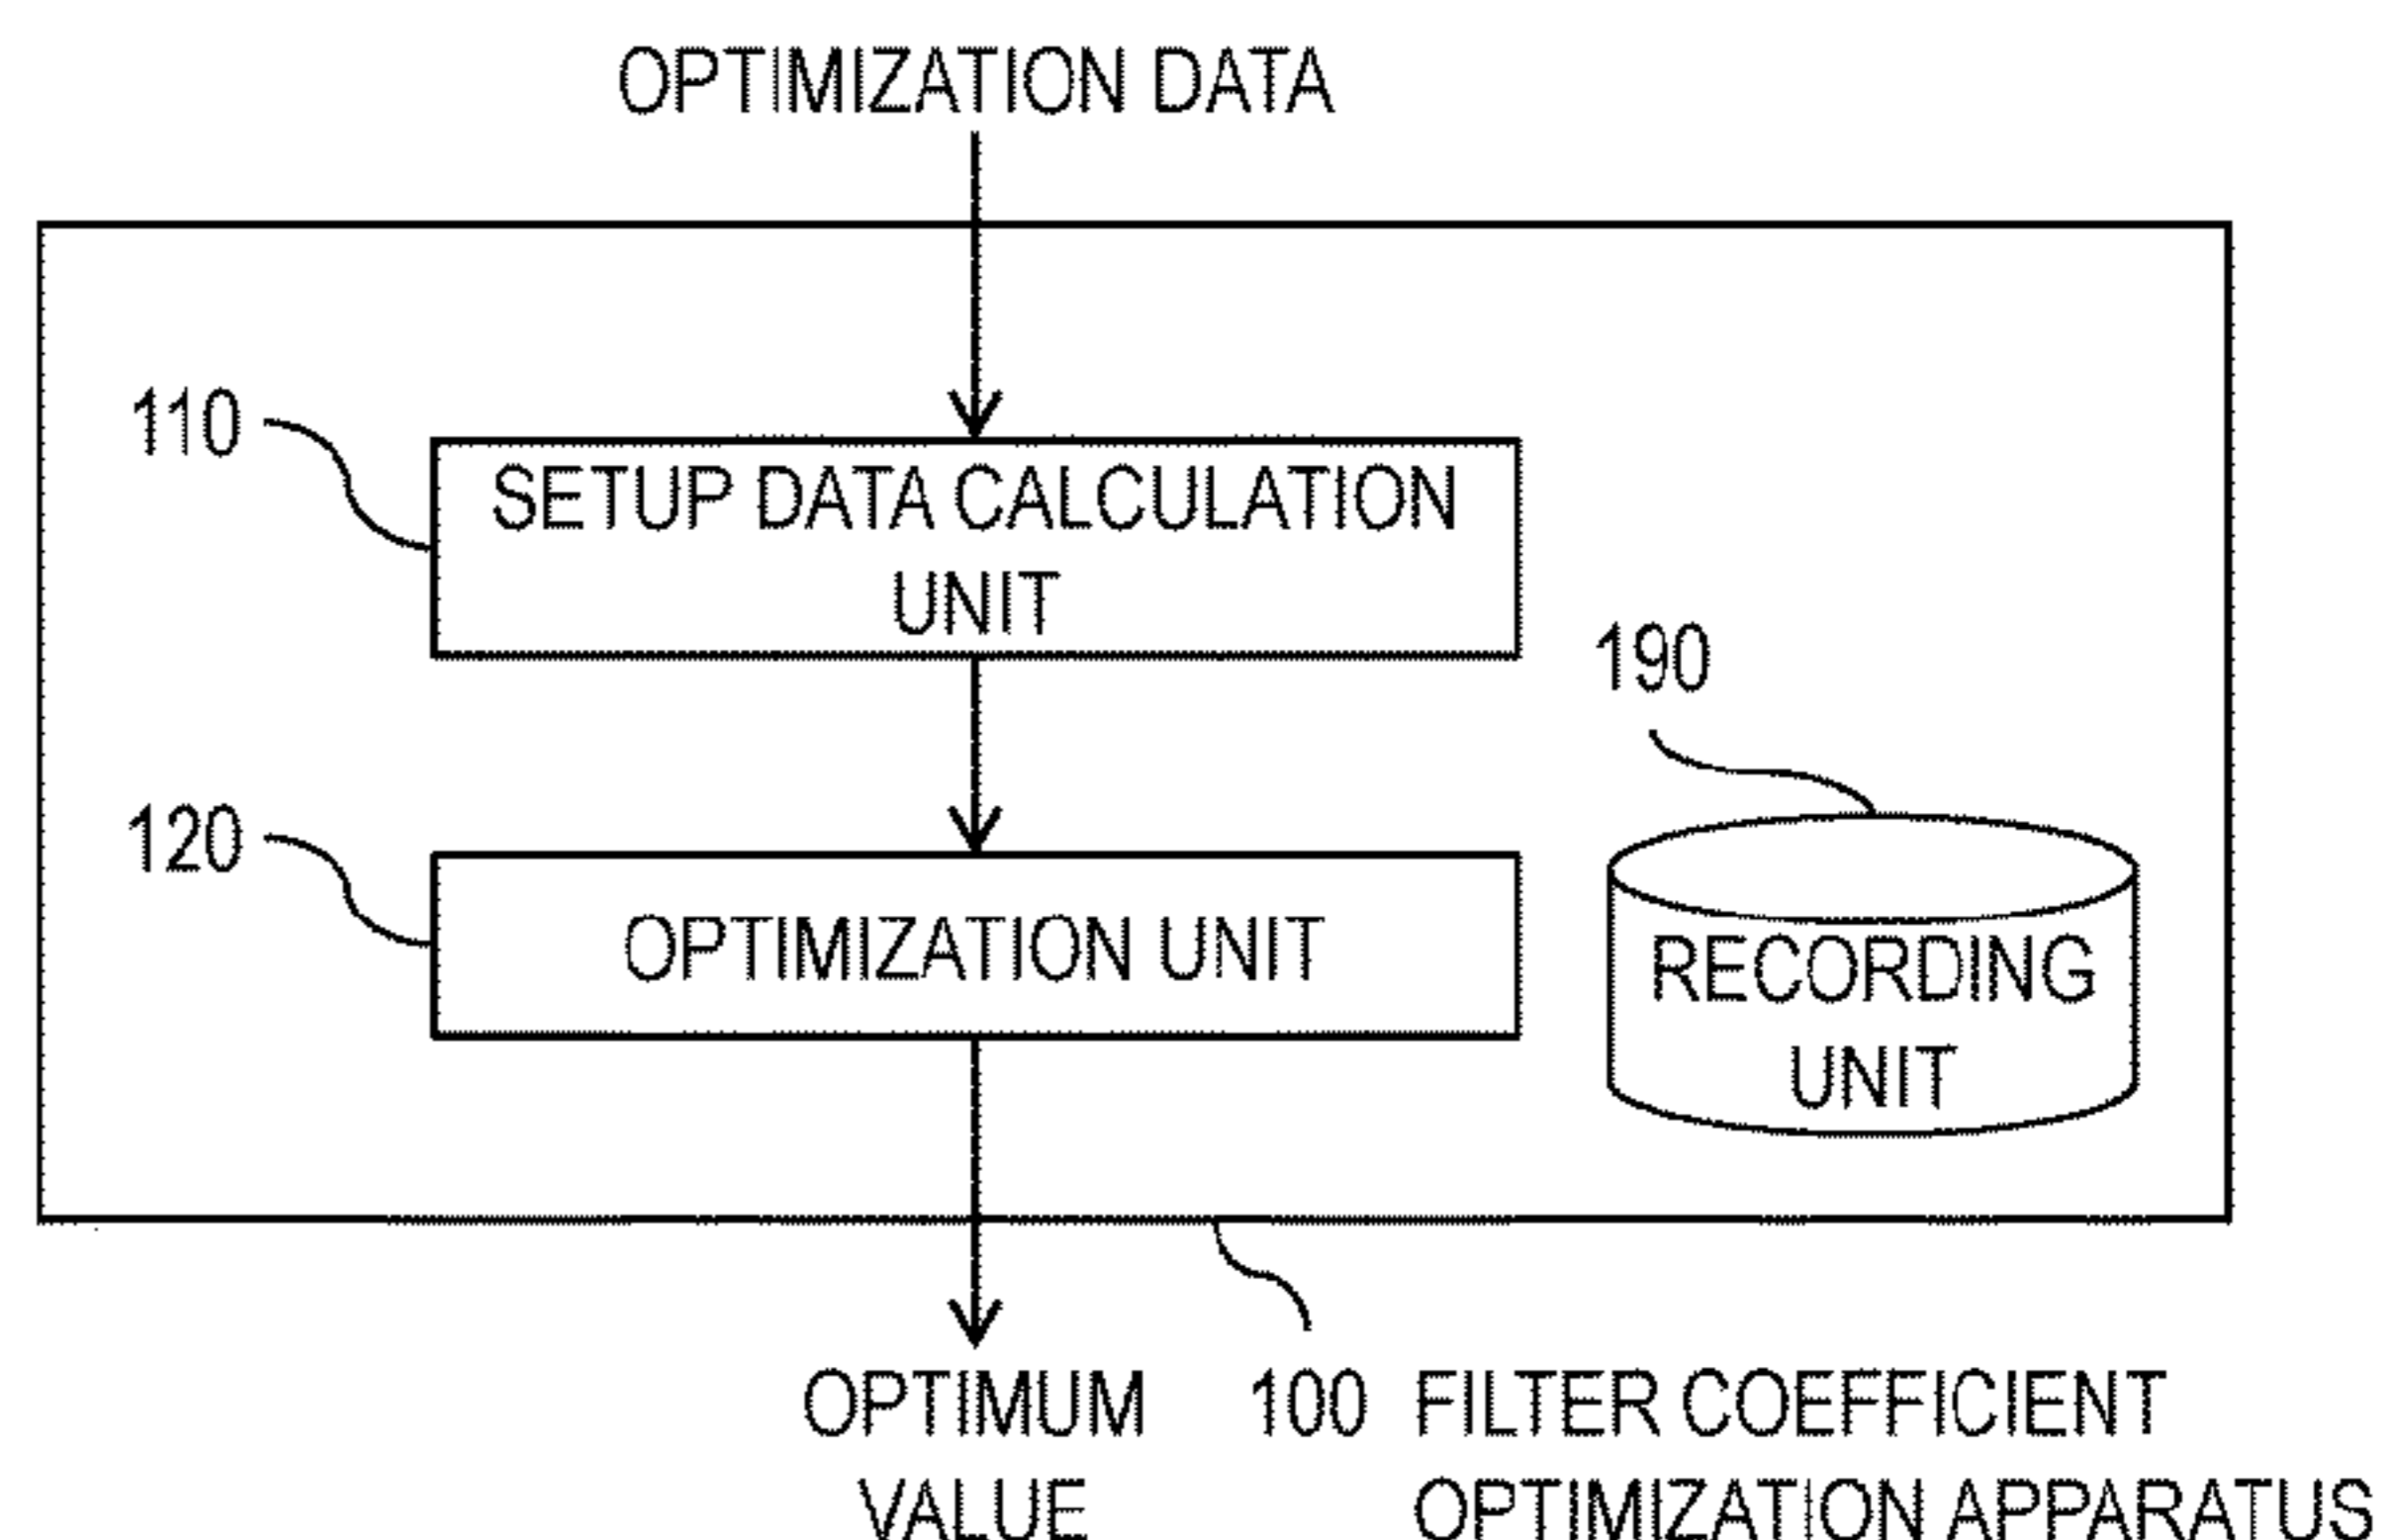 OPTIMIZATION DATA
110
SETUP DATA CALCULATION
UNIT
190
120
OPTIMIZATION UNIT
RECORDING
UNIT
OPTIMUM
VALUE
100 FILTER COEFFICIENT
OPTIMIZATION APPARATUS